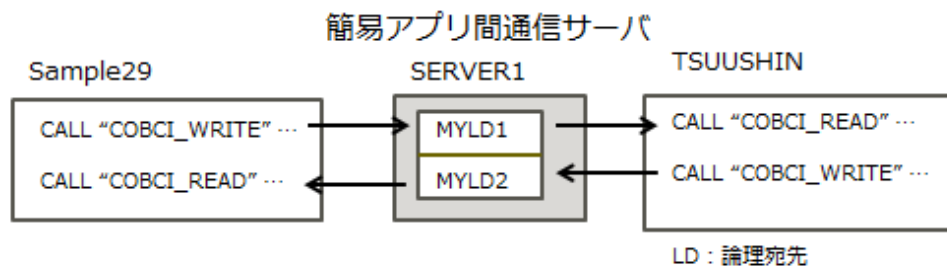 簡易アプリ間通信サーバ
Sample29
SERVER1
TSUUSHIN
CALL “COBCI_WRITE” …
CALL “COBCI_READ” …
MYLD1
MYLD2
CALL “COBCI_READ” …
CALL “COBCI_WRITE” …
LD：論理宛先